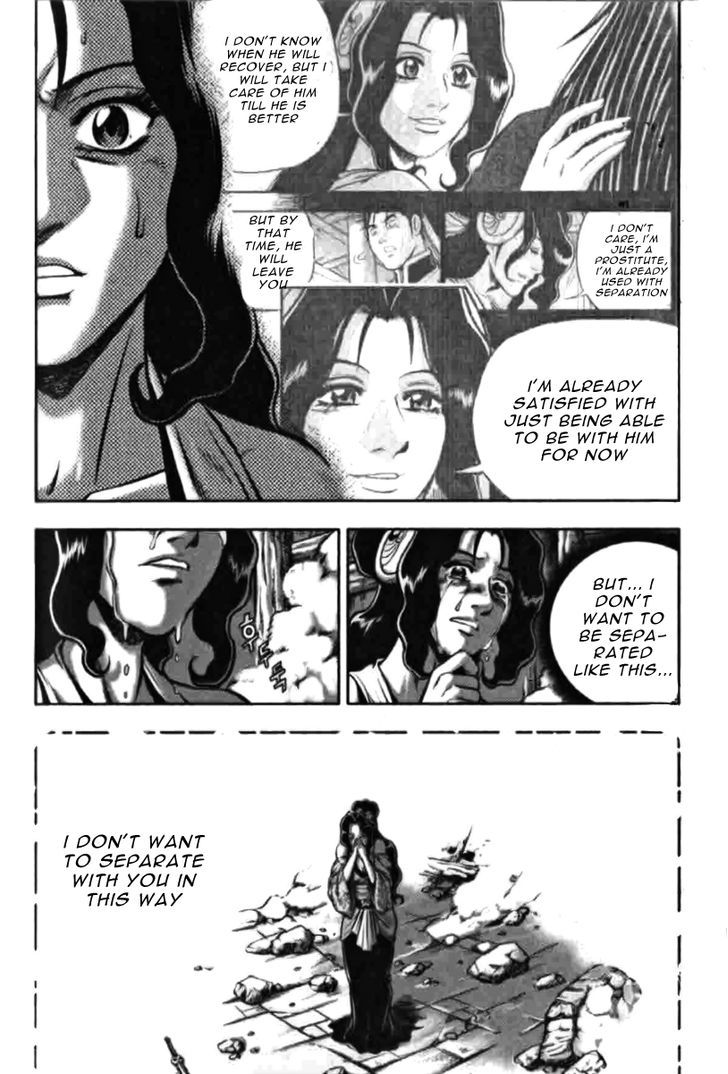 I DON'T KNOW
WHEN HE WILL
RECOVER, BUT I
WILL TAKE
CARE OF HIM
TILL HE IS
BETTER
BUT BY
THAT
TIME, HE
WILL
LEAVE
YOU
I DON'T
CARE, I'M
JUST A
PROSTITUTE,
I'M ALREADY
USED WITH
SEPARATION
I'M ALREADY
SATISFIED WITH
JUST BEING ABLE
TO BE WITH HIM
FOR NOW
후두둑
BUT... I
DON'T
WANT TO
BE SEPA-
RATED
LIKE THIS...
I DON'T WANT
TO SEPARATE
WITH YOU IN
THIS WAY